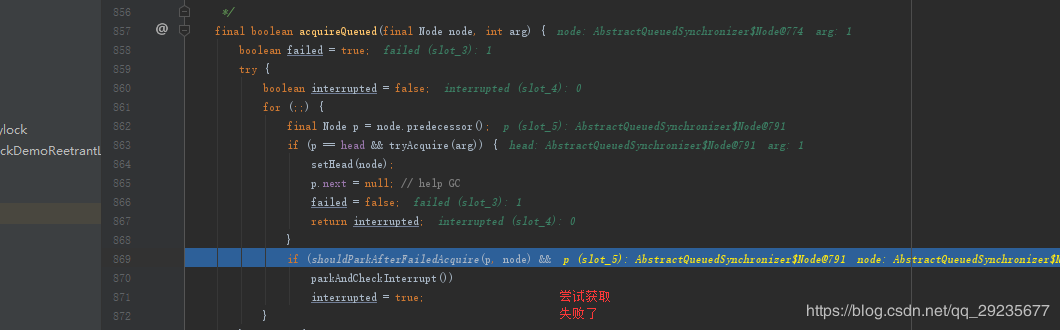 856 */
857 @ final boolean acquireQueued(final Node node, int arg) { node: AbstractQueuedSynchronizer$Node@774 arg: 1
858 boolean failed = true; failed (slot_3): 1
859 try {
860 boolean interrupted = false; interrupted (slot_4): 0
861 for (;;) {
ylock
862 final Node p = node.predecessor(); p (slot_5): AbstractQueuedSynchronizer$Node@791
ckDemoReetrantL
863 if (p == head && tryAcquire(arg)) { head: AbstractQueuedSynchronizer$Node@791 arg: 1
864 setHead(node);
865 p.next = null; // help GC
866 failed = false; failed (slot_3): 1
867 return interrupted; interrupted (slot_4): 0
868 }
869 if (shouldParkAfterFailedAcquire(p, node) && p (slot_5): AbstractQueuedSynchronizer$Node@791 node: AbstractQueuedSynchronizer$N
870 parkAndCheckInterrupt())
871 interrupted = true;
尝试获取
872 }
失败了
https://blog.csdn.net/qq_29235677